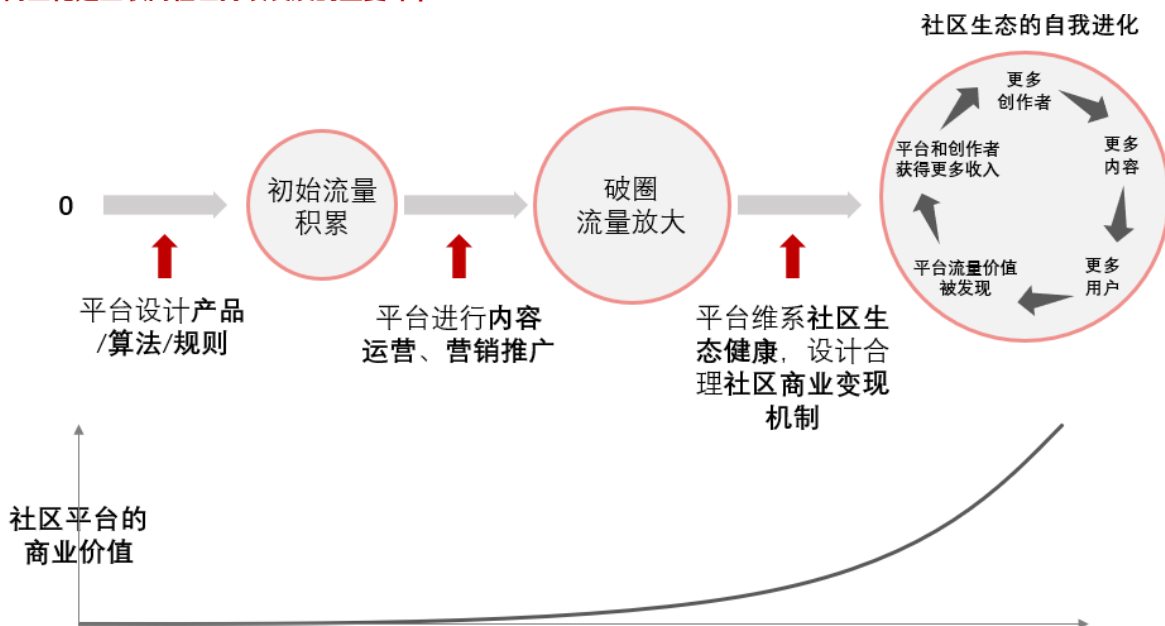 社区生态的自我进化
更多
创作者
更多
内容
更多
用户
平台流量价值
被发现
平台和创作者
获得更多收入
0
初始流量
积累
破圈
流量放大
平台设计产品
/算法/规则
平台进行内容
运营、营销推广
平台维系社区生
态健康，设计合
理社区商业变现
机制
社区平台的
商业价值